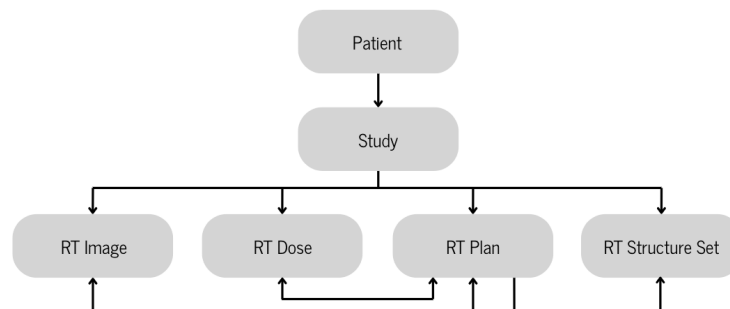 Patient
Study
RT Image
RT Dose
RT Plan
RT Structure Set